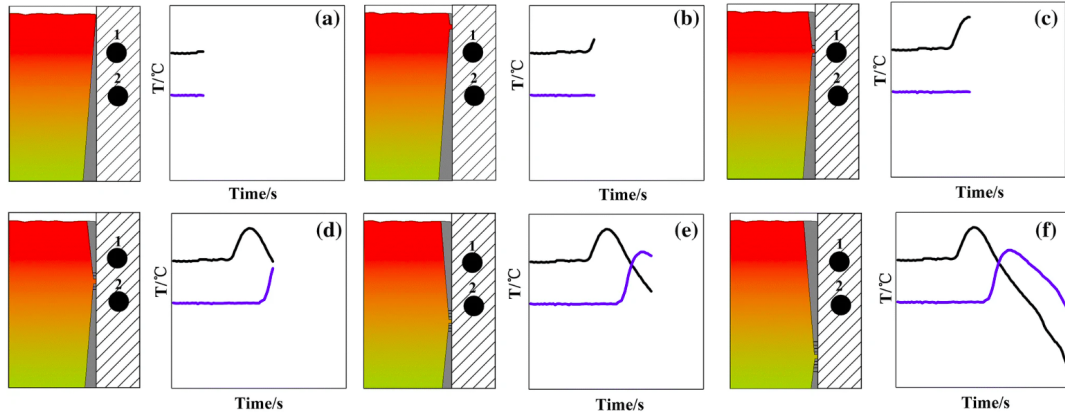 (a)
1
2
T/℃
Time/s
(b)
1
2
T/℃
Time/s
(c)
1
2
T/℃
Time/s
(d)
1
2
T/℃
Time/s
(e)
1
2
T/℃
Time/s
(f)
1
2
T/℃
Time/s